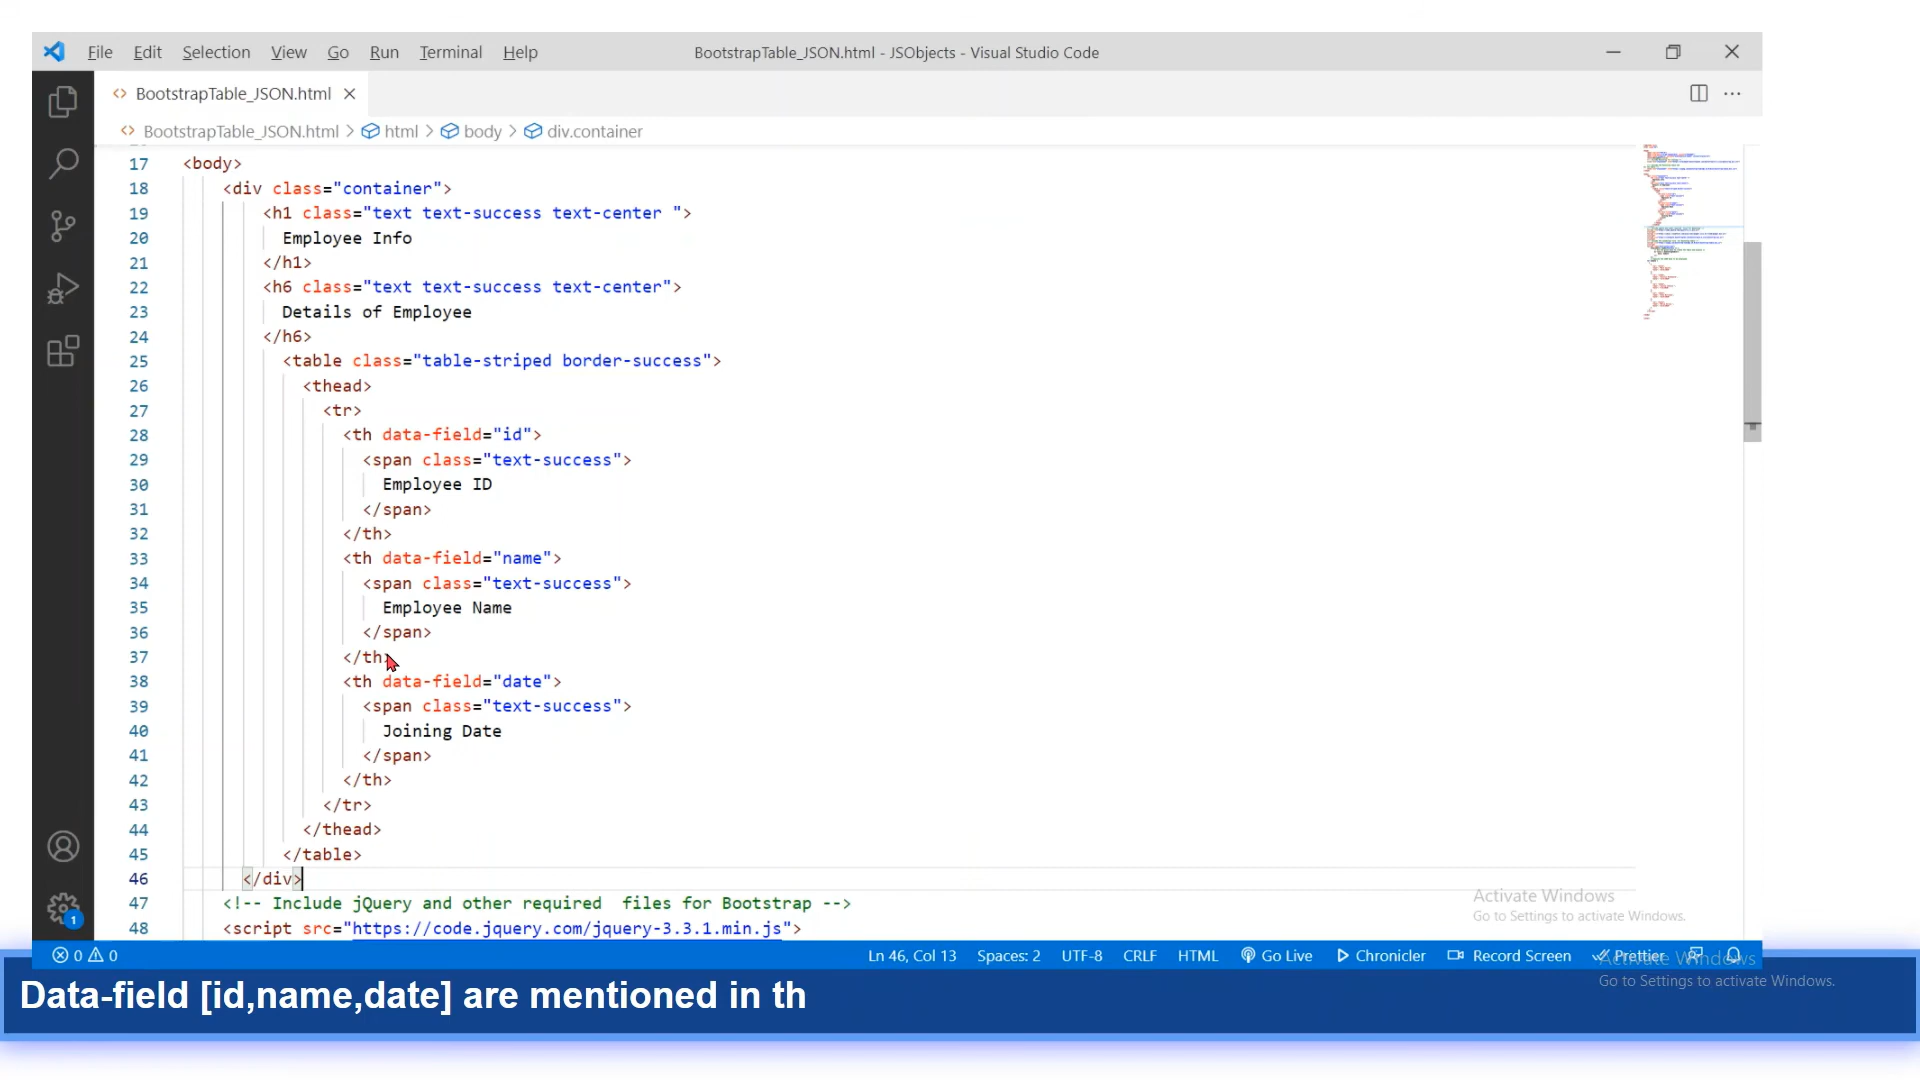 File Edit Selection View Go Run Terminal Help BootstrapTable_JSON.html - JSObjects - Visual Studio Code
BootstrapTable_JSON.html
BootstrapTable_JSON.html > html > body > div.container
17 <body>
18 <div class="container">
19 <h1 class="text text-success text-center ">
20 Employee Info
21 </h1>
22 <h6 class="text text-success text-center">
23 Details of Employee
24 </h6>
25 <table class="table-striped border-success">
26 <thead>
27 <tr>
28 <th data-field="id">
29 <span class="text-success">
30 Employee ID
31 </span>
32 </th>
33 <th data-field="name">
34 <span class="text-success">
35 Employee Name
36 </span>
37 </th>
38 <th data-field="date">
39 <span class="text-success">
40 Joining Date
41 </span>
42 </th>
43 </tr>
44 </thead>
45 </table>
46 </div>
47 <!-- Include jQuery and other required  files for Bootstrap -->
48 <script src="https://code.jquery.com/jquery-3.3.1.min.js">
Activate Windows
Go to Settings to activate Windows.
1
0 0 Ln 46, Col 13 Spaces: 2 UTF-8 CRLF HTML Go Live Chronicler Record Screen Prettier
Activate Windows
Go to Settings to activate Windows.
Data-field [id,name,date] are mentioned in th